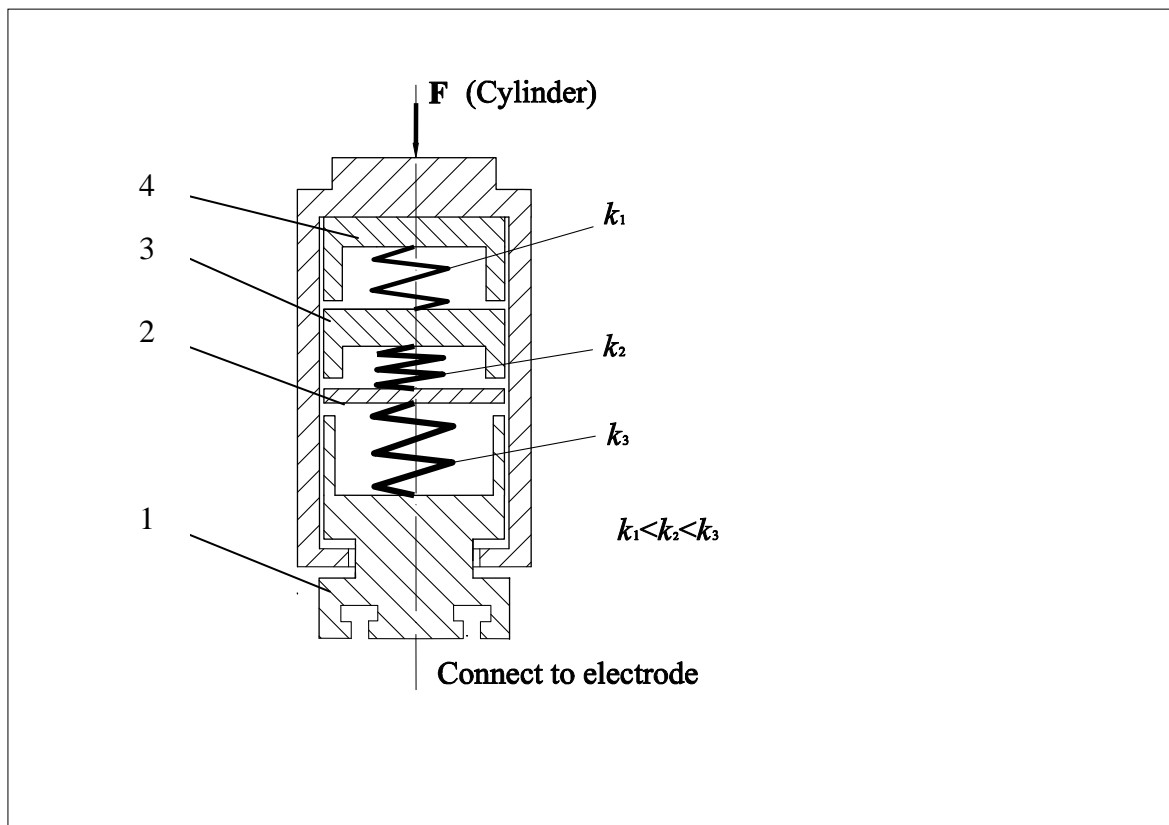 F (Cylinder)
4
k₁
3
2
k₂
k₃
1
k₁<k₂<k₃
Connect to electrode